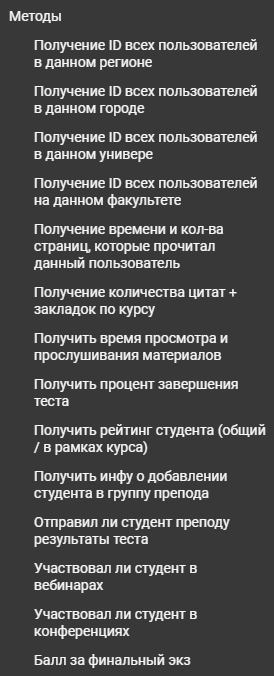 Методы
Получение ID всех пользователей
в данном регионе
Получение ID всех пользователей
в данном городе
Получение ID всех пользователей
в данном универе
Получение ID всех пользователей
на данном факультете
Получение времени и кол-ва
страниц, которые прочитал
данный пользователь
Получение количества цитат +
закладок по курсу
Получить время просмотра и
прослушивания материалов
Получить процент завершения
теста
Получить рейтинг студента (общий
/ в рамках курса)
Получить инфу о добавлении
студента в группу препода
Отправил ли студент преподу
результаты теста
Участвовал ли студент в
вебинарах
Участвовал ли студент в
конференциях
Балл за финальный экз